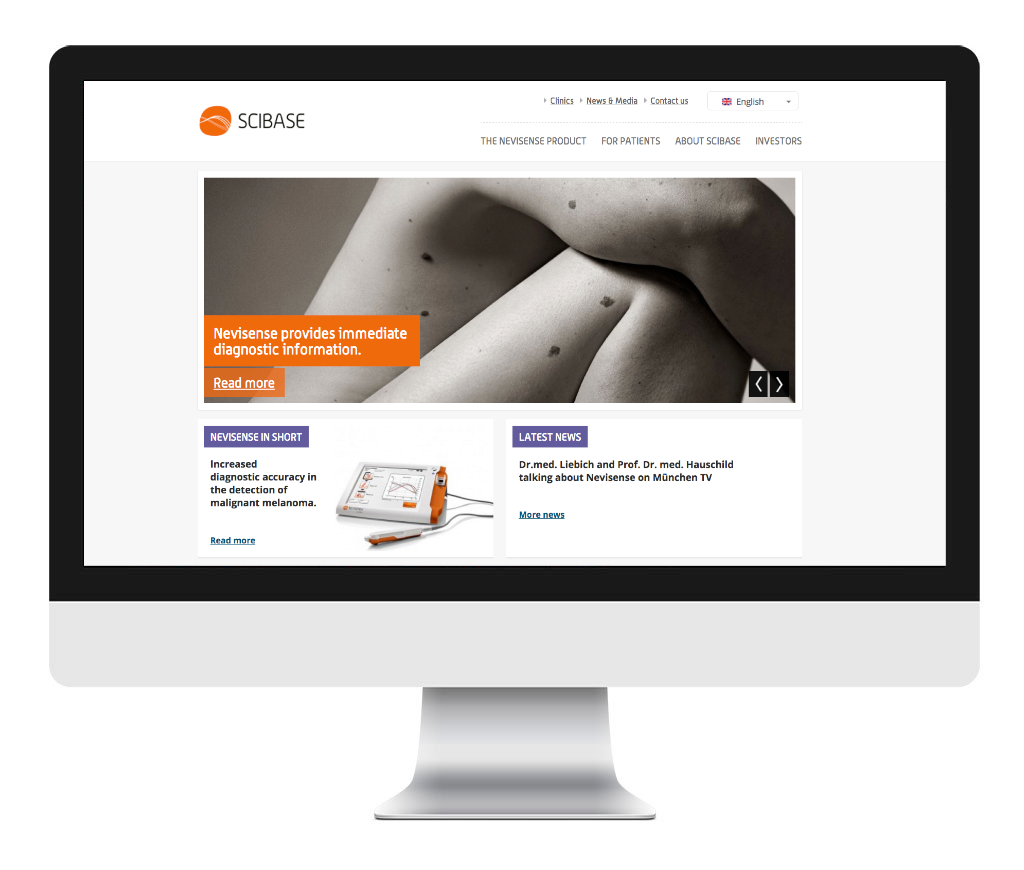 Clinics
News & Media
Contact us
English
SCIBASE
THE NEVISENSE PRODUCT
FOR PATIENTS
ABOUT SCIBASE
INVESTORS
Nevisense provides immediate
diagnostic information.
Read more
NEVISENSE IN SHORT
Increased
diagnostic accuracy in
the detection of
malignant melanoma.
Read more
LATEST NEWS
Dr.med. Liebich and Prof. Dr. med. Hauschild
talking about Nevisense on München TV
More news